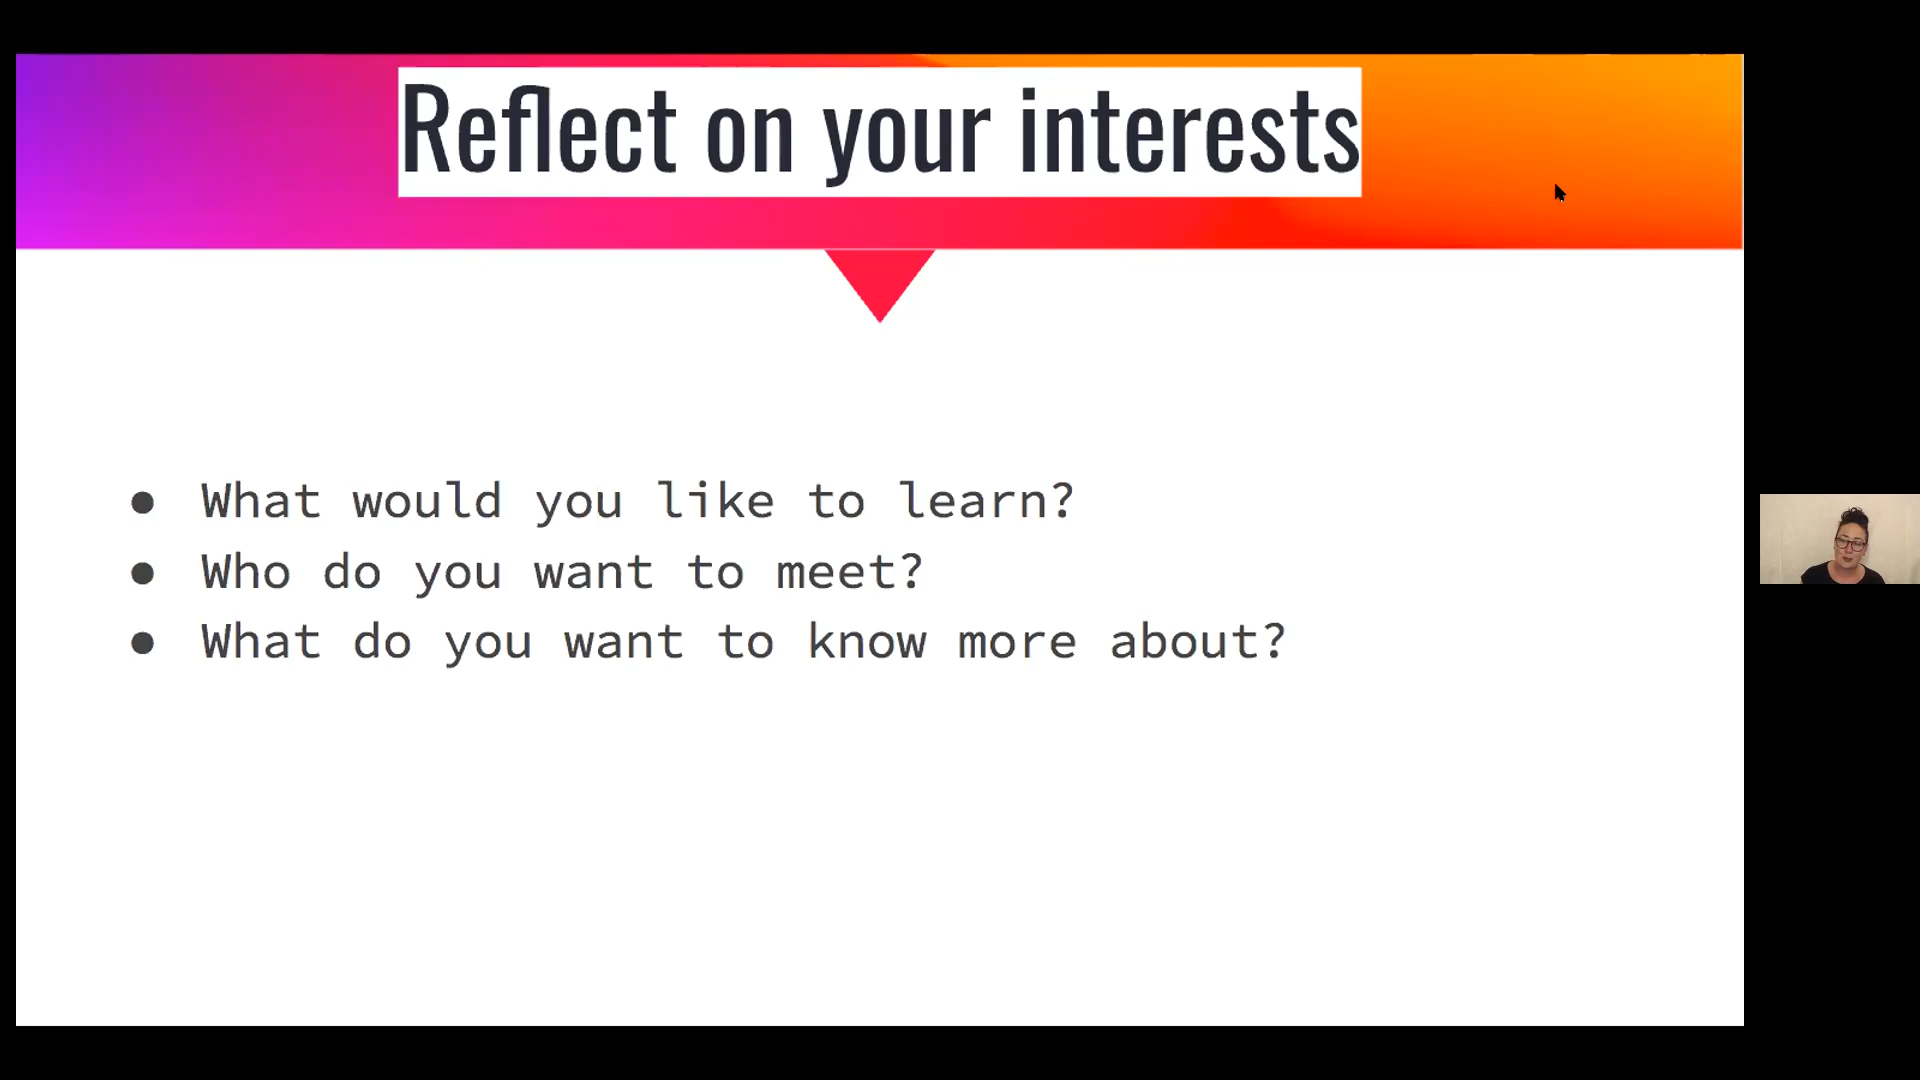 Reflect on your interests
● What would you like to learn?
● Who do you want to meet?
● What do you want to know more about?